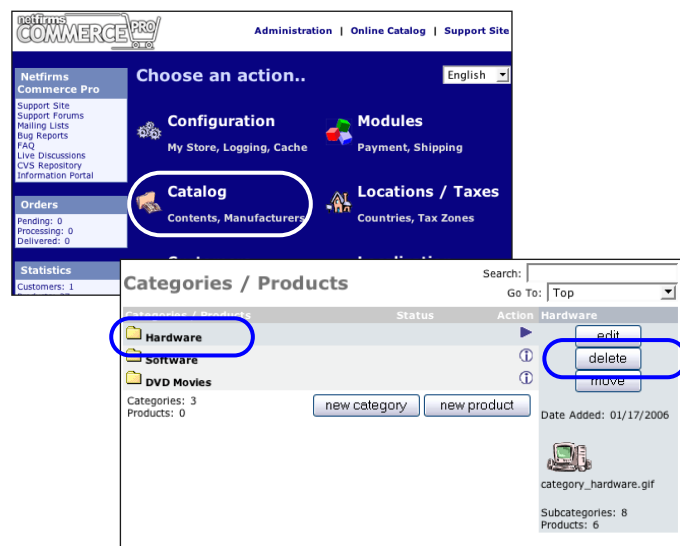 netfirms
COMMERCE PRO
Administration | Online Catalog | Support Site
Netfirms
Commerce Pro
Support Site
Support Forums
Mailing Lists
Bug Reports
FAQ
Live Discussions
CVS Repository
Information Portal
Orders
Pending: 0
Processing: 0
Delivered: 0
Statistics
Customers: 1
Choose an action..
English
Configuration
My Store, Logging, Cache
Modules
Payment, Shipping
Catalog
Contents, Manufacturers
Locations / Taxes
Countries, Tax Zones
Categories / Products
Search:
Go To: Top
Categories / Products Status Action
Hardware
Software
DVD Movies
Categories: 3
Products: 0
new category new product
Hardware
edit
delete
move
Date Added: 01/17/2006
category_hardware.gif
Subcategories: 8
Products: 6